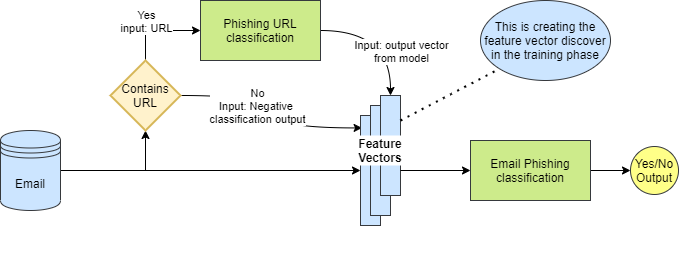 Yes
input: URL
Phishing URL
classification
This is creating the
feature vector discover
in the training phase
Input: output vector
from model
Contains
URL
No
Input: Negative
classification output
Feature
Vectors
Email
Email Phishing
classification
Yes/No
Output